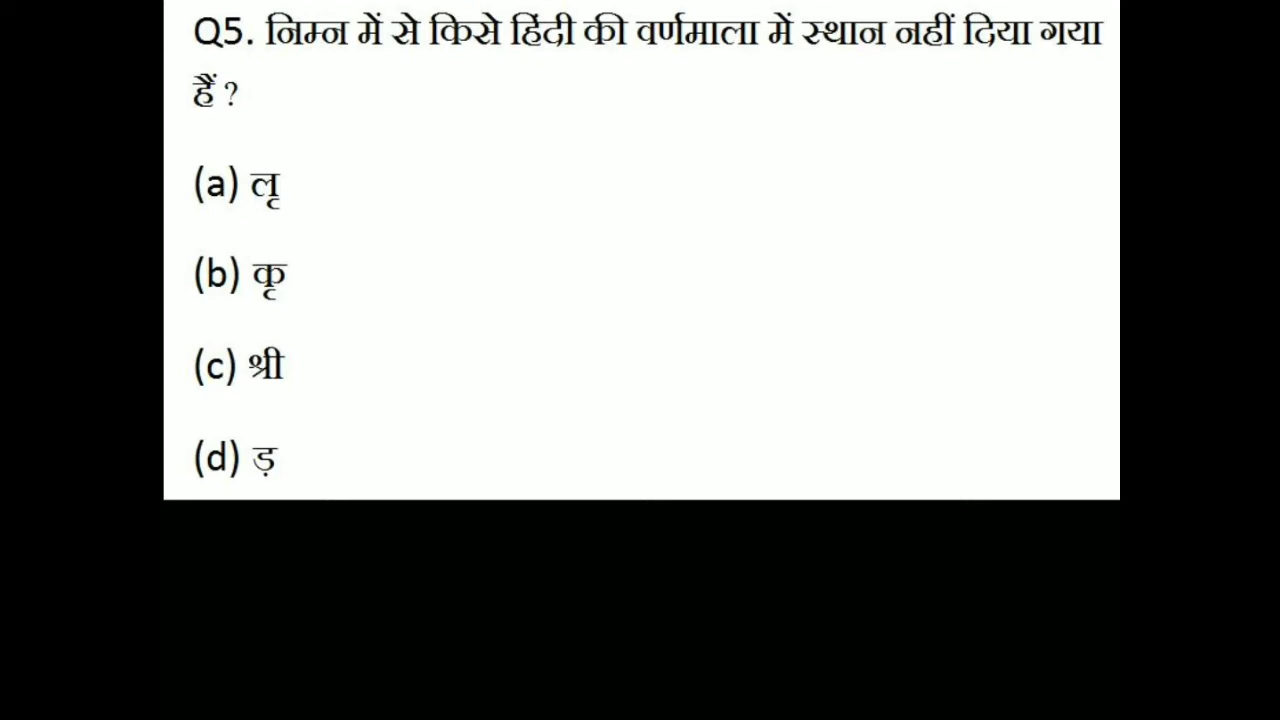 Q5. निम्न में से किसे हिंदी की वर्णमाला में स्थान नहीं दिया गया
हैं ?
(a) लृ
(b) कृ
(c) श्री
(d) ड़